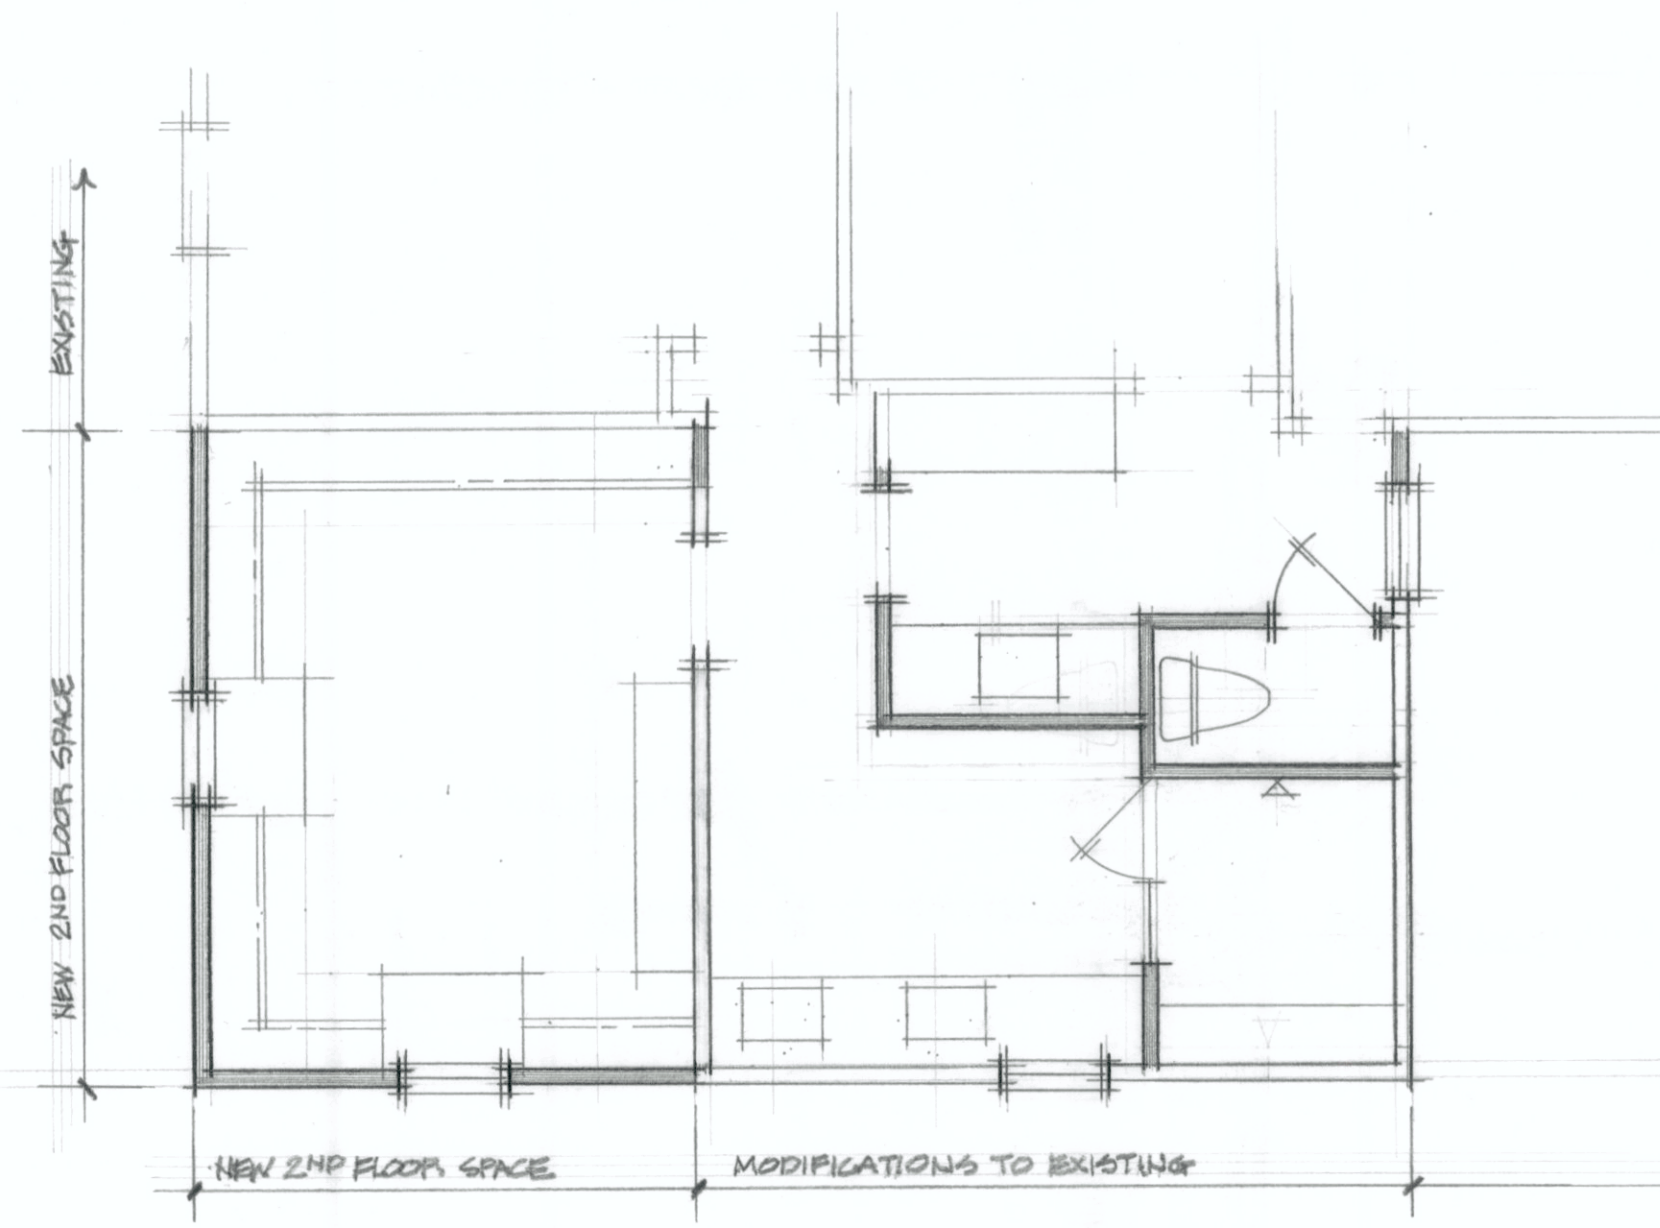 EXISTING
NEW 2ND FLOOR SPACE
NEW 2ND FLOOR SPACE
MODIFICATIONS TO EXISTING